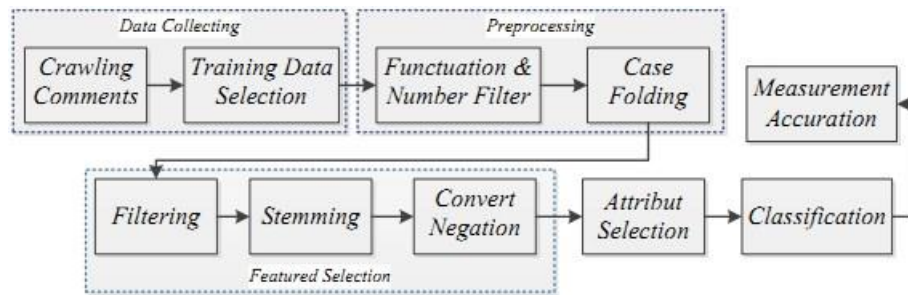 Data Collecting
Crawling
Comments
Training Data
Selection
Preprocessing
Functuation &
Number Filter
Case
Folding
Measurement
Accuration
Filtering
Stemming
Convert
Negation
Featured Selection
Attribut
Selection
Classification